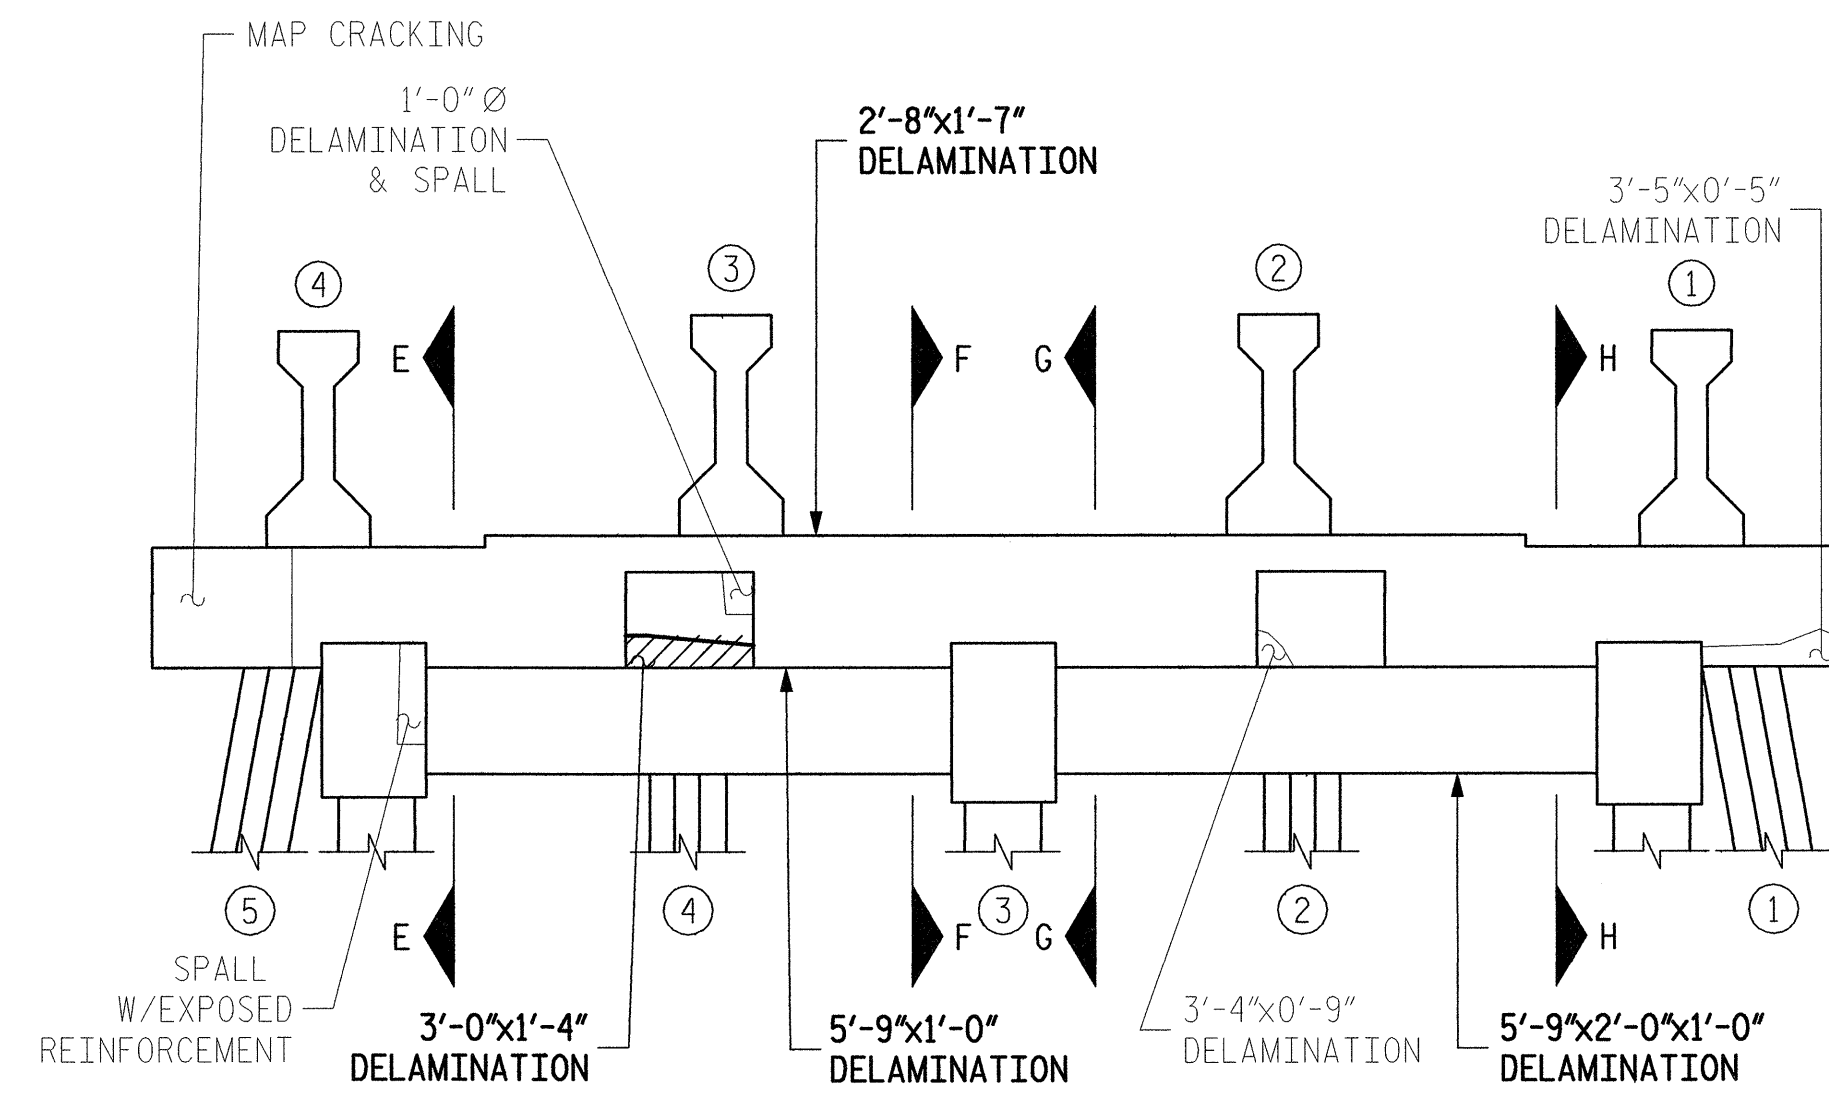 MAP CRACKING
1'-0" Ø
DELAMINATION
& SPALL
2'-8"x1'-7"
DELAMINATION
3'-5"x0'-5"
DELAMINATION
4
3
2
1
E
F
G
H
5
4
3
2
1
E
F
G
H
SPALL
W/EXPOSED
REINFORCEMENT
3'-0"x1'-4"
DELAMINATION
5'-9"x1'-0"
DELAMINATION
3'-4"x0'-9"
DELAMINATION
5'-9"x2'-0"x1'-0"
DELAMINATION